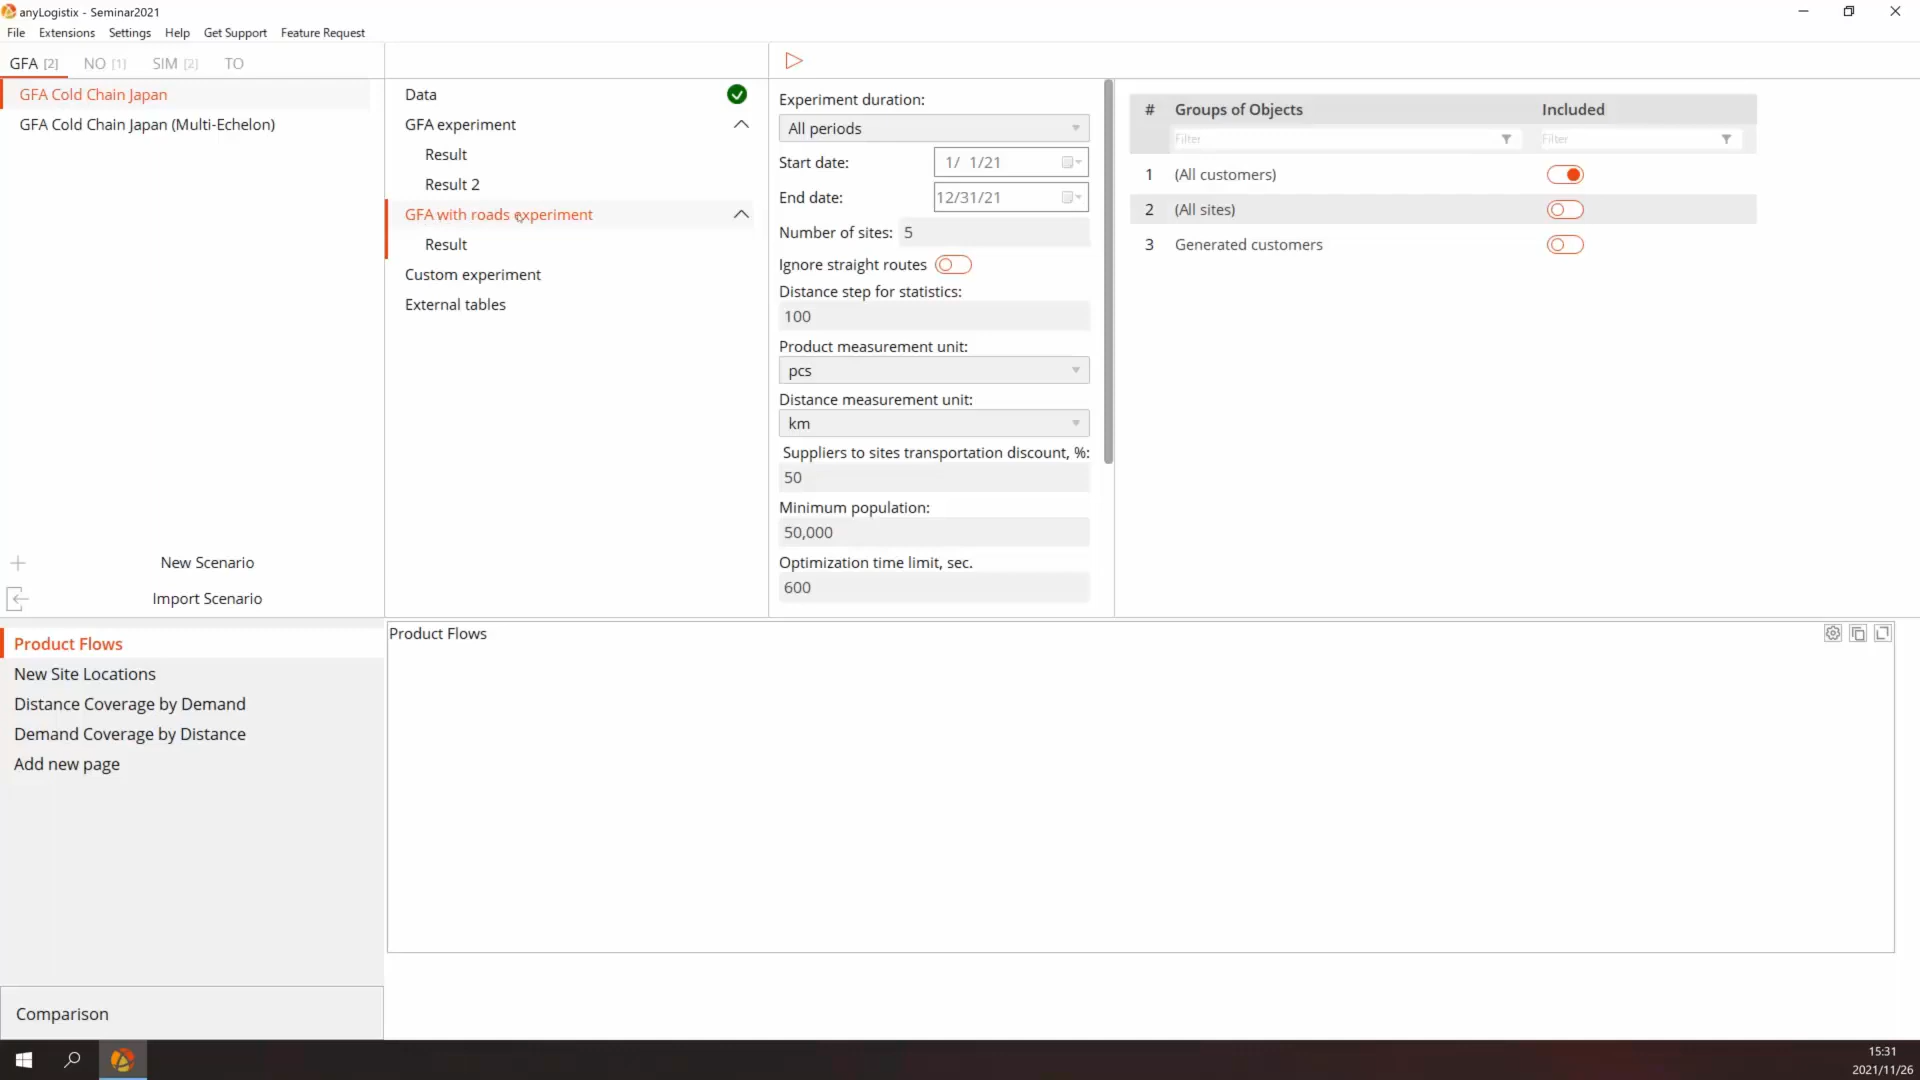 anyLogistix - Seminar2021
File Extensions Settings Help Get Support Feature Request
GFA [2] NO [1] SIM [2] TO
GFA Cold Chain Japan
GFA Cold Chain Japan (Multi-Echelon)
New Scenario
Import Scenario
Data
GFA experiment
Result
Result 2
GFA with roads experiment
Result
Custom experiment
External tables
Experiment duration:
All periods
Start date: 1/ 1/21
End date: 12/31/21
Number of sites: 5
Ignore straight routes
Distance step for statistics:
100
Product measurement unit:
pcs
Distance measurement unit:
km
Suppliers to sites transportation discount, %:
50
Minimum population:
50,000
Optimization time limit, sec.
600
# Groups of Objects Included
Filter Filter
1 (All customers)
2 (All sites)
3 Generated customers
Product Flows
New Site Locations
Distance Coverage by Demand
Demand Coverage by Distance
Add new page
Comparison
Product Flows
15:31
2021/11/26